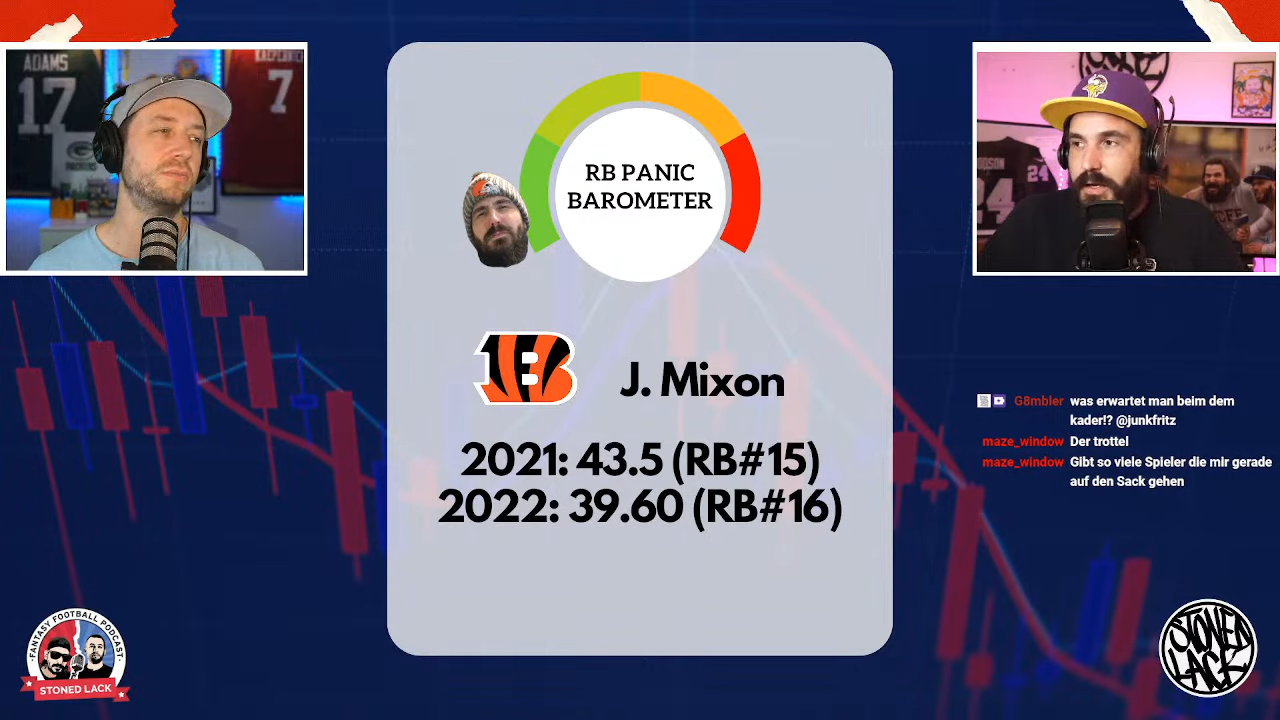 ADAMS
17
7
RB PANIC
BAROMETER
24
J. Mixon
2021: 43.5 (RB#15)
2022: 39.60 (RB#16)
G8mbler was erwartet man beim dem
kader!? @junkfritz
maze_window Der trottel
maze_window Gibt so viele Spieler die mir gerade
auf den Sack gehen
FANTASY FOOTBALL PODCAST
STONED LACK
STONED
LACK